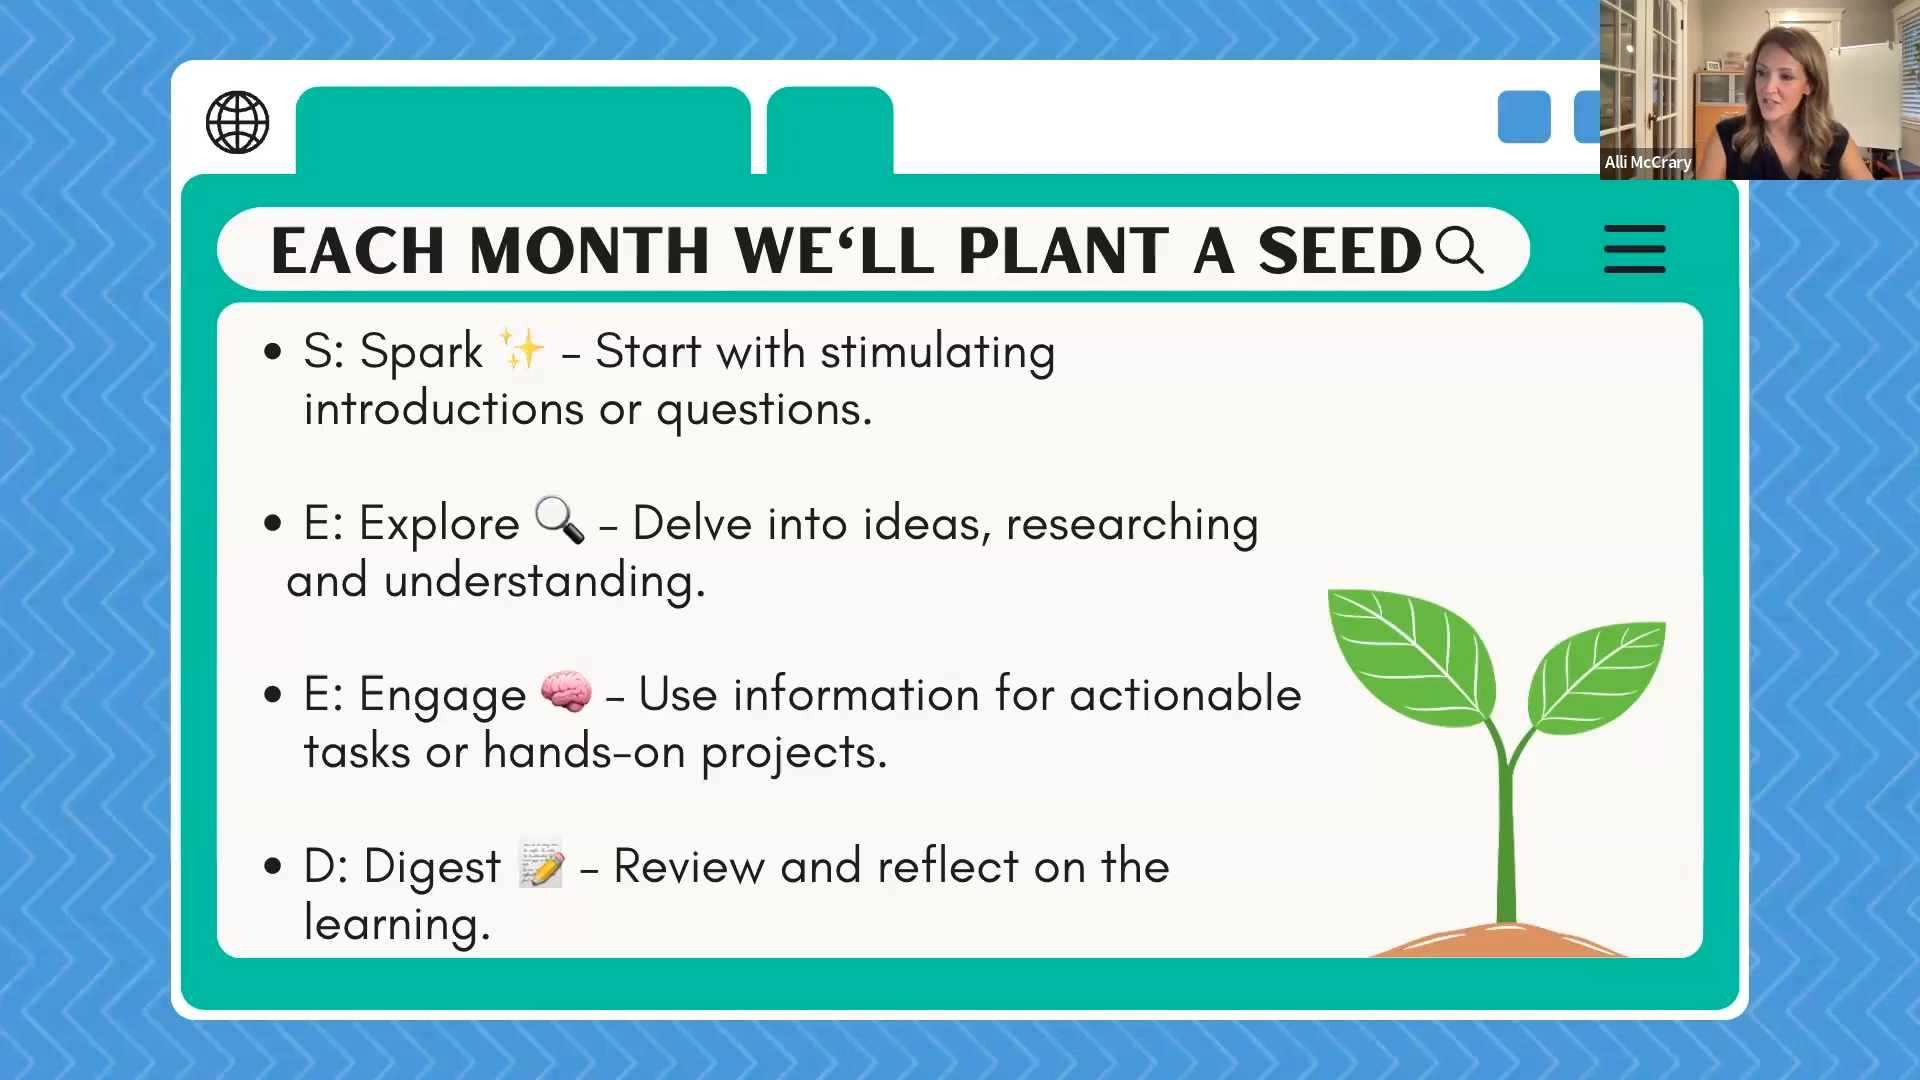 Alli McCrary
EACH MONTH WE‘LL PLANT A SEED
• S: Spark ✨ – Start with stimulating
introductions or questions.
• E: Explore 🔍 – Delve into ideas, researching
and understanding.
• E: Engage 🧠 – Use information for actionable
tasks or hands-on projects.
• D: Digest 📝 – Review and reflect on the
learning.